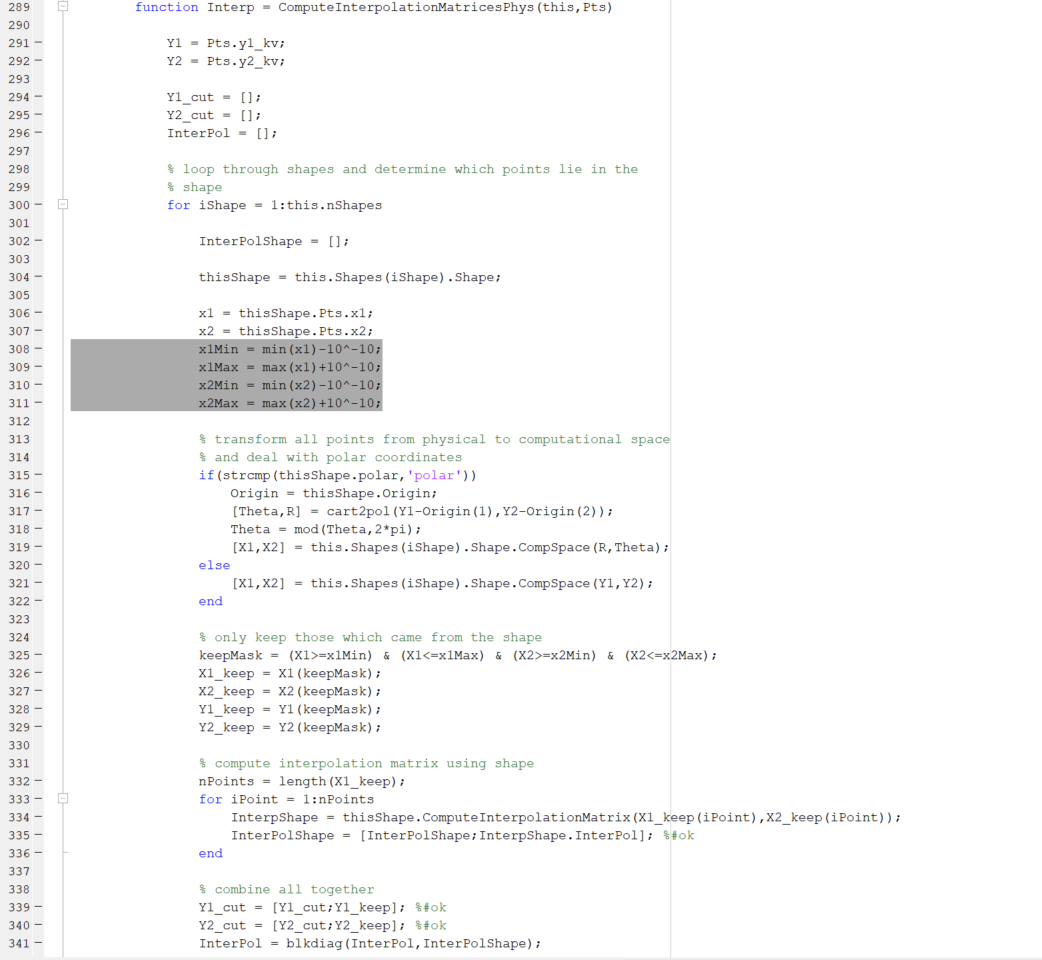 289 function Interp = ComputeInterpolationMatricesPhys(this,Pts)
290
291 Y1 = Pts.y1_kv;
292 Y2 = Pts.y2_kv;
293
294 Y1_cut = [];
295 Y2_cut = [];
296 InterPol = [];
297
298 % loop through shapes and determine which points lie in the
299 % shape
300 for iShape = 1:this.nShapes
301
302 InterPolShape = [];
303
304 thisShape = this.Shapes(iShape).Shape;
305
306 x1 = thisShape.Pts.x1;
307 x2 = thisShape.Pts.x2;
308 x1Min = min(x1)-10^-10;
309 x1Max = max(x1)+10^-10;
310 x2Min = min(x2)-10^-10;
311 x2Max = max(x2)+10^-10;
312
313 % transform all points from physical to computational space
314 % and deal with polar coordinates
315 if(strcmp(thisShape.polar,'polar'))
316 Origin = thisShape.Origin;
317 [Theta,R] = cart2pol(Y1-Origin(1),Y2-Origin(2));
318 Theta = mod(Theta,2*pi);
319 [X1,X2] = this.Shapes(iShape).Shape.CompSpace(R,Theta);
320 else
321 [X1,X2] = this.Shapes(iShape).Shape.CompSpace(Y1,Y2);
322 end
323
324 % only keep those which came from the shape
325 keepMask = (X1>=x1Min) & (X1<=x1Max) & (X2>=x2Min) & (X2<=x2Max);
326 X1_keep = X1(keepMask);
327 X2_keep = X2(keepMask);
328 Y1_keep = Y1(keepMask);
329 Y2_keep = Y2(keepMask);
330
331 % compute interpolation matrix using shape
332 nPoints = length(X1_keep);
333 for iPoint = 1:nPoints
334 InterpShape = thisShape.ComputeInterpolationMatrix(X1_keep(iPoint),X2_keep(iPoint));
335 InterPolShape = [InterPolShape;InterpShape.InterPol]; %#ok
336 end
337
338 % combine all together
339 Y1_cut = [Y1_cut;Y1_keep]; %#ok
340 Y2_cut = [Y2_cut;Y2_keep]; %#ok
341 InterPol = blkdiag(InterPol,InterPolShape);